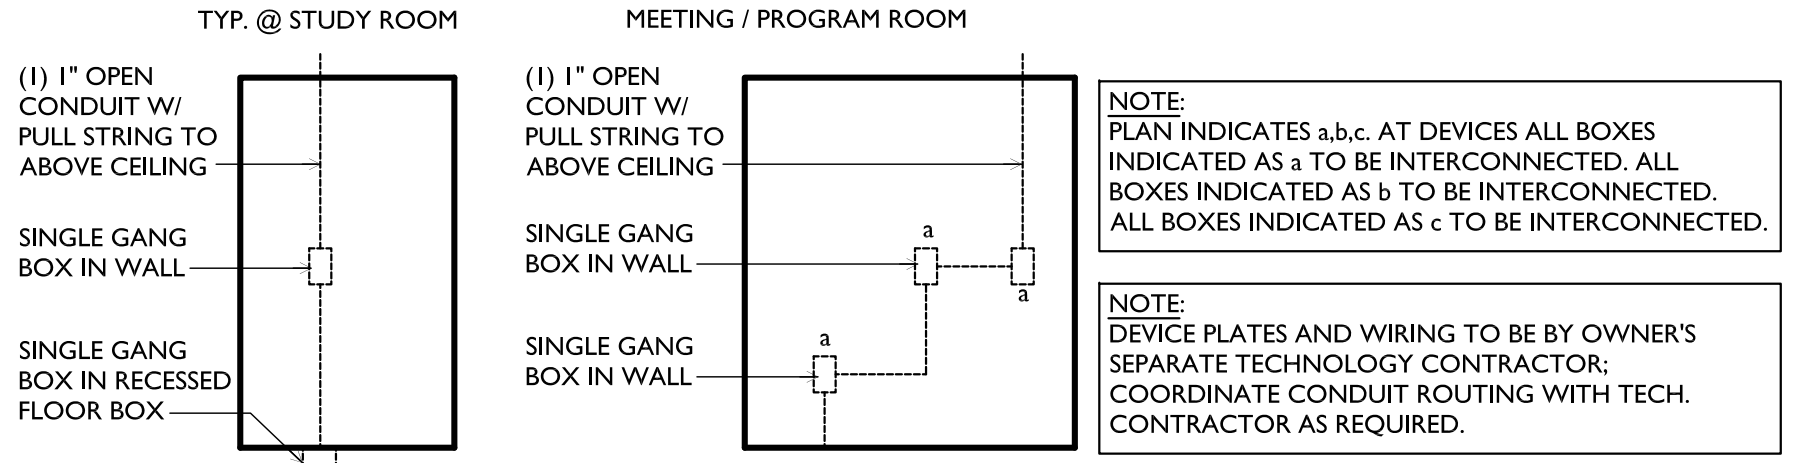 TYP. @ STUDY ROOM
(1) 1" OPEN
CONDUIT W/
PULL STRING TO
ABOVE CEILING
SINGLE GANG
BOX IN WALL
SINGLE GANG
BOX IN RECESSED
FLOOR BOX
MEETING / PROGRAM ROOM
(1) 1" OPEN
CONDUIT W/
PULL STRING TO
ABOVE CEILING
SINGLE GANG
BOX IN WALL
SINGLE GANG
BOX IN WALL
a
a
a
NOTE:
PLAN INDICATES a,b,c. AT DEVICES ALL BOXES
INDICATED AS a TO BE INTERCONNECTED. ALL
BOXES INDICATED AS b TO BE INTERCONNECTED.
ALL BOXES INDICATED AS c TO BE INTERCONNECTED.
NOTE:
DEVICE PLATES AND WIRING TO BE BY OWNER'S
SEPARATE TECHNOLOGY CONTRACTOR;
COORDINATE CONDUIT ROUTING WITH TECH.
CONTRACTOR AS REQUIRED.